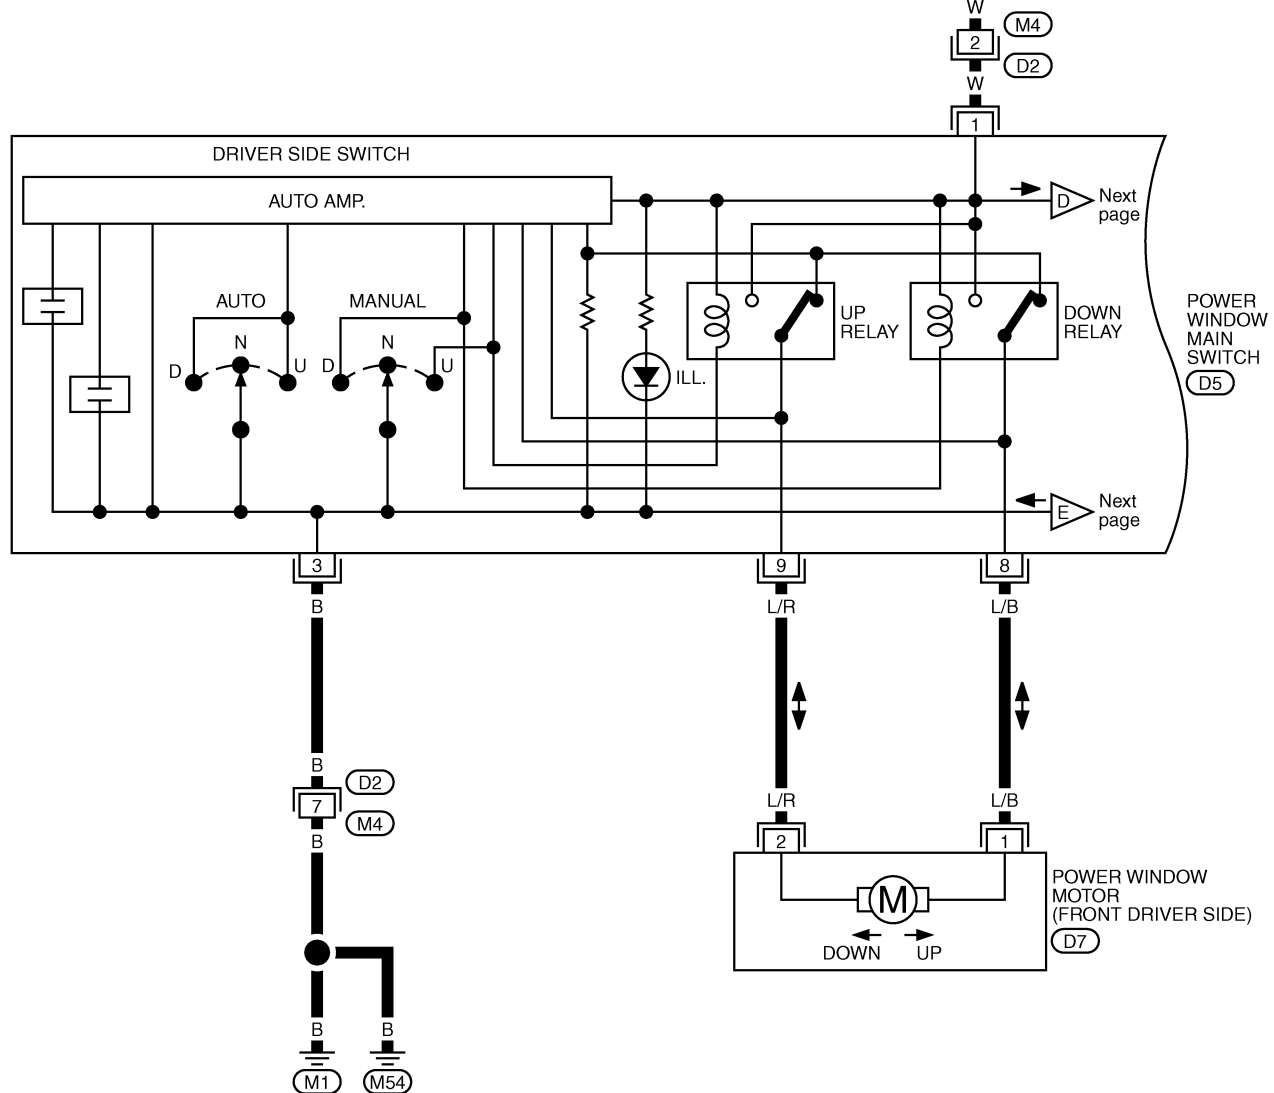 W
M4
2
D2
W
1
DRIVER SIDE SWITCH
AUTO AMP.
D
Next
page
AUTO
MANUAL
N
N
D
U
D
U
ILL.
UP
RELAY
DOWN
RELAY
POWER
WINDOW
MAIN
SWITCH
D5
E
Next
page
3
9
8
B
L/R
L/B
B
D2
7
M4
B
L/R
L/B
2
1
M
DOWN
UP
POWER WINDOW
MOTOR
(FRONT DRIVER SIDE)
D7
B
B
M1
M54